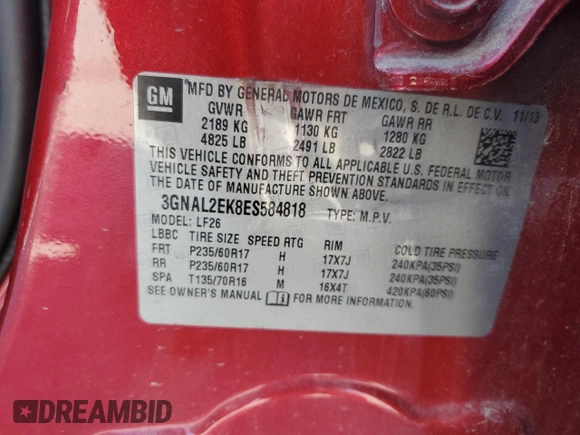 GM
MFD BY GENERAL MOTORS DE MEXICO, S. DE R.L. DE C.V. 11/13
GVWR GAWR FRT GAWR RR
2189 KG 1130 KG 1280 KG
4825 LB 2491 LB 2822 LB
THIS VEHICLE CONFORMS TO ALL APPLICABLE U.S. FEDERAL MOTOR
VEHICLE SAFETY AND THEFT PREVENTION STANDARDS IN EFFECT ON
THE DATE OF MANUFACTURE SHOWN ABOVE.
3GNAL2EK8ES584818 TYPE: M.P.V.
MODEL: LF26
LBBC TIRE SIZE SPEED RTG RIM COLD TIRE PRESSURE
FRT P235/60R17 H 17X7J 240KPA(35PSI)
RR P235/60R17 H 17X7J 240KPA(35PSI)
SPA T135/70R16 M 16X4T 420KPA(60PSI)
SEE OWNER'S MANUAL FOR MORE INFORMATION.
DREAMBID